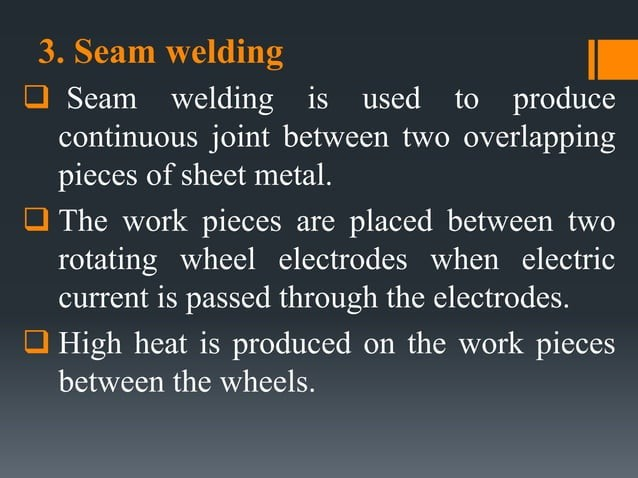 3. Seam welding
❑ Seam welding is used to produce
continuous joint between two overlapping
pieces of sheet metal.
❑ The work pieces are placed between two
rotating wheel electrodes when electric
current is passed through the electrodes.
❑ High heat is produced on the work pieces
between the wheels.